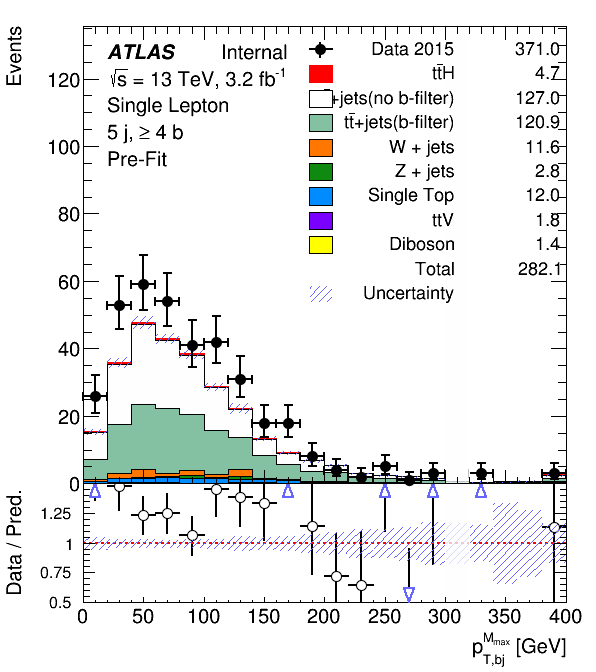 Events
ATLAS Internal
√s = 13 TeV, 3.2 fb⁻¹
Single Lepton
5 j, ≥ 4 b
Pre-Fit
Data 2015 371.0
tt̄H 4.7
+jets(no b-filter) 127.0
tt̄+jets(b-filter) 120.9
W + jets 11.6
Z + jets 2.8
Single Top 12.0
ttV 1.8
Diboson 1.4
Total 282.1
Uncertainty
120
100
80
60
40
20
0
Data / Pred.
1.25
1
0.75
0.5
0 50 100 150 200 250 300 350 400
p_{T,bj}^{M_{max}} [GeV]